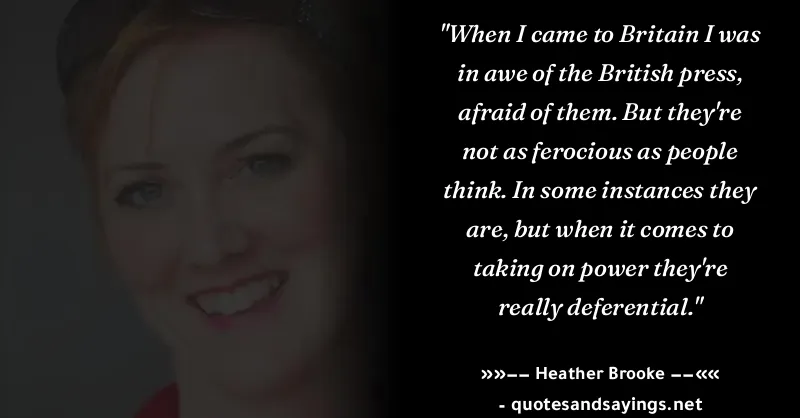 "When I came to Britain I was
in awe of the British press,
afraid of them. But they're
not as ferocious as people
think. In some instances they
are, but when it comes to
taking on power they're
really deferential."
»»−− Heather Brooke −−««
- quotesandsayings.net